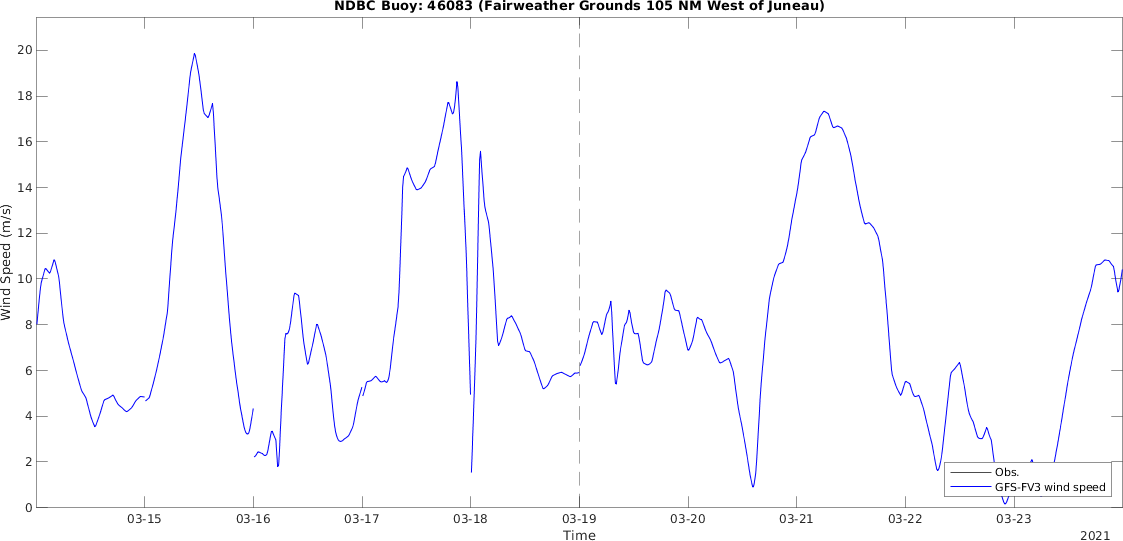 NDBC Buoy: 46083 (Fairweather Grounds 105 NM West of Juneau)
20
18
16
14
12
10
8
6
4
2
0
Wind Speed (m/s)
Obs.
GFS-FV3 wind speed
03-15 03-16 03-17 03-18 03-19 03-20 03-21 03-22 03-23
Time
2021